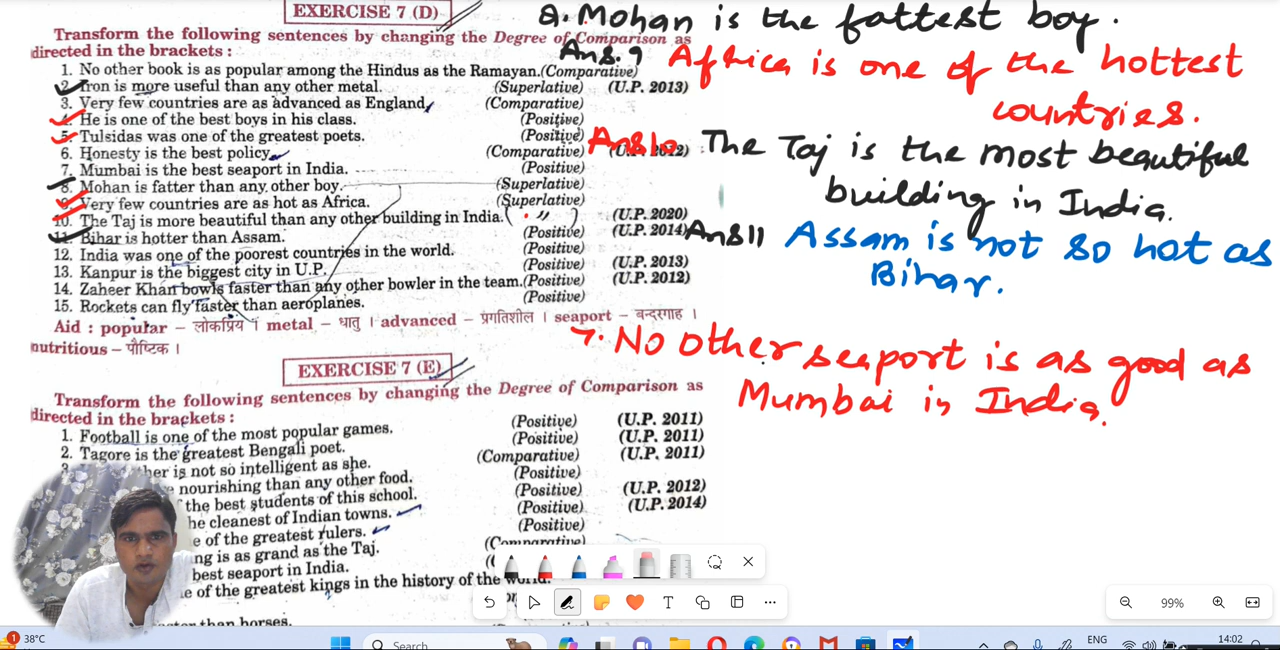 EXERCISE 7 (D)
Transform the following sentences by changing the Degree of Comparison as
directed in the brackets :
1. No other book is as popular among the Hindus as the Ramayan.(Comparative)
2. Iron is more useful than any other metal. (Superlative) (U.P. 2013)
3. Very few countries are as advanced as England, (Comparative)
4. He is one of the best boys in his class. (Positive)
5. Tulsidas was one of the greatest poets. (Positive)
6. Honesty is the best policy. (Comparative) (U.P. 2012)
7. Mumbai is the best seaport in India. (Positive)
8. Mohan is fatter than any other boy. (Superlative)
9. Very few countries are as hot as Africa. (Superlative)
10. The Taj is more beautiful than any other building in India. ( " ) (U.P. 2020)
11. Bihar is hotter than Assam. (Positive) (U.P. 2014)
12. India was one of the poorest countries in the world. (Positive)
13. Kanpur is the biggest city in U.P. (Positive) (U.P. 2013)
14. Zaheer Khan bowls faster than any other bowler in the team.(Positive) (U.P. 2012)
15. Rockets can fly faster than aeroplanes. (Positive)
Aid : popular – लोकप्रिय । metal – धातु । advanced – प्रगतिशील । seaport – बन्दरगाह ।
nutritious – पौष्टिक ।
EXERCISE 7 (E)
Transform the following sentences by changing the Degree of Comparison as
directed in the brackets :
1. Football is one of the most popular games. (Positive) (U.P. 2011)
2. Tagore is the greatest Bengali poet. (Positive) (U.P. 2011)
her is not so intelligent as she. (Comparative) (U.P. 2011)
nourishing than any other food. (Positive)
the best students of this school. (Positive) (U.P. 2012)
he cleanest of Indian towns. (Positive) (U.P. 2014)
e of the greatest rulers. (Positive)
ng is as grand as the Taj. (Comparative)
best seaport in India.
e of the greatest kings in the history of the world.
than horses.
8. Mohan is the fattest boy.
Ans. 9 Africa is one of the hottest
countries.
Ans 10 The Taj is the most beautiful
building in India.
Ans 11 Assam is not so hot as
Bihar.
7. No other seaport is as good as
Mumbai in India.
99%
1
38°C
Search
ENG
14:02